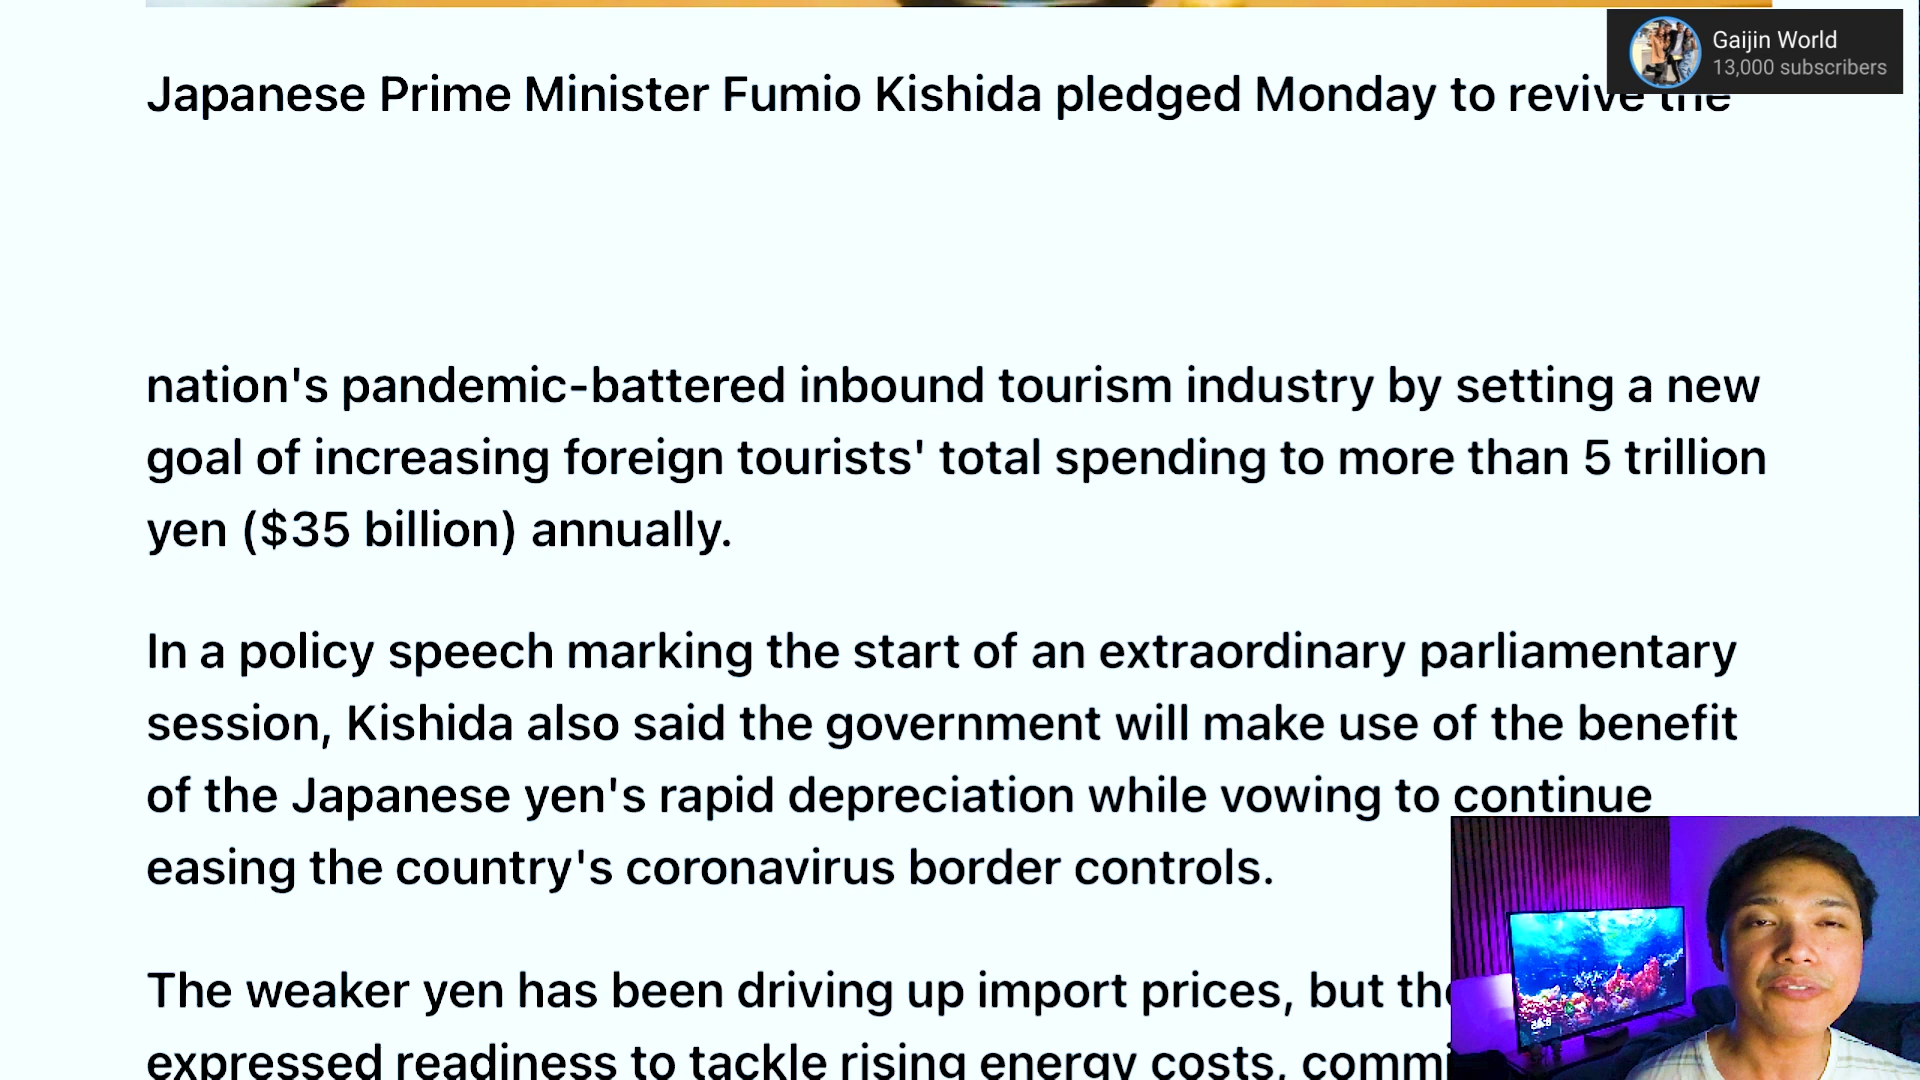 Gaijin World
13,000 subscribers
Japanese Prime Minister Fumio Kishida pledged Monday to revive the
nation's pandemic-battered inbound tourism industry by setting a new
goal of increasing foreign tourists' total spending to more than 5 trillion
yen ($35 billion) annually.
In a policy speech marking the start of an extraordinary parliamentary
session, Kishida also said the government will make use of the benefit
of the Japanese yen's rapid depreciation while vowing to continue
easing the country's coronavirus border controls.
The weaker yen has been driving up import prices, but
expressed readiness to tackle rising energy costs,